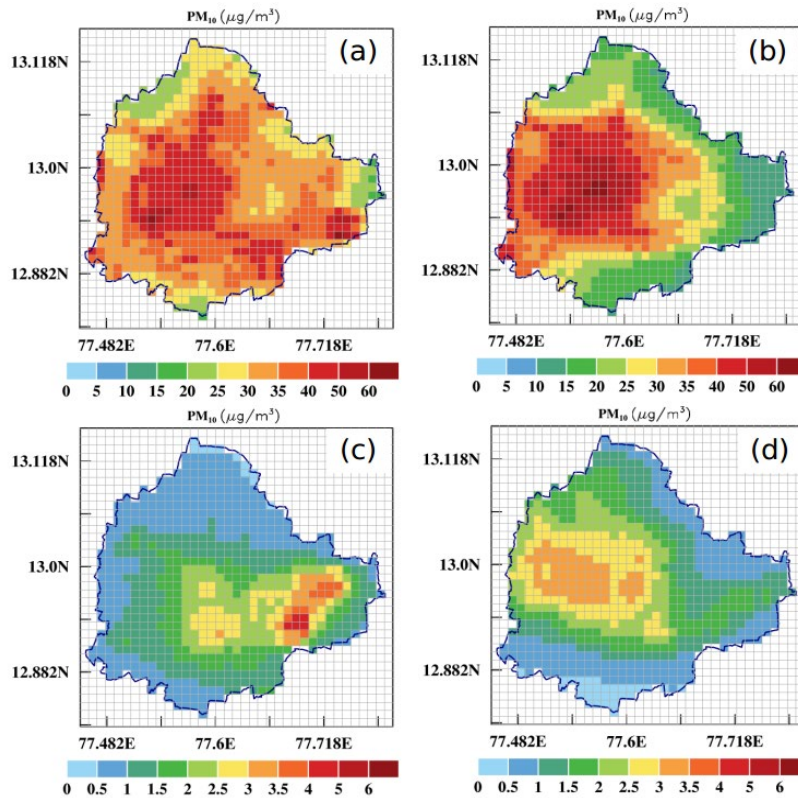 PM₁₀ (μg/m³)
(a)
13.118N
13.0N
12.882N
77.482E 77.6E 77.718E
0 5 10 15 20 25 30 35 40 50 60
PM₁₀ (μg/m³)
(b)
13.118N
13.0N
12.882N
77.482E 77.6E 77.718E
0 5 10 15 20 25 30 35 40 50 60
PM₁₀ (μg/m³)
(c)
13.118N
13.0N
12.882N
77.482E 77.6E 77.718E
0 0.5 1 1.5 2 2.5 3 3.5 4 5 6
PM₁₀ (μg/m³)
(d)
13.118N
13.0N
12.882N
77.482E 77.6E 77.718E
0 0.5 1 1.5 2 2.5 3 3.5 4 5 6